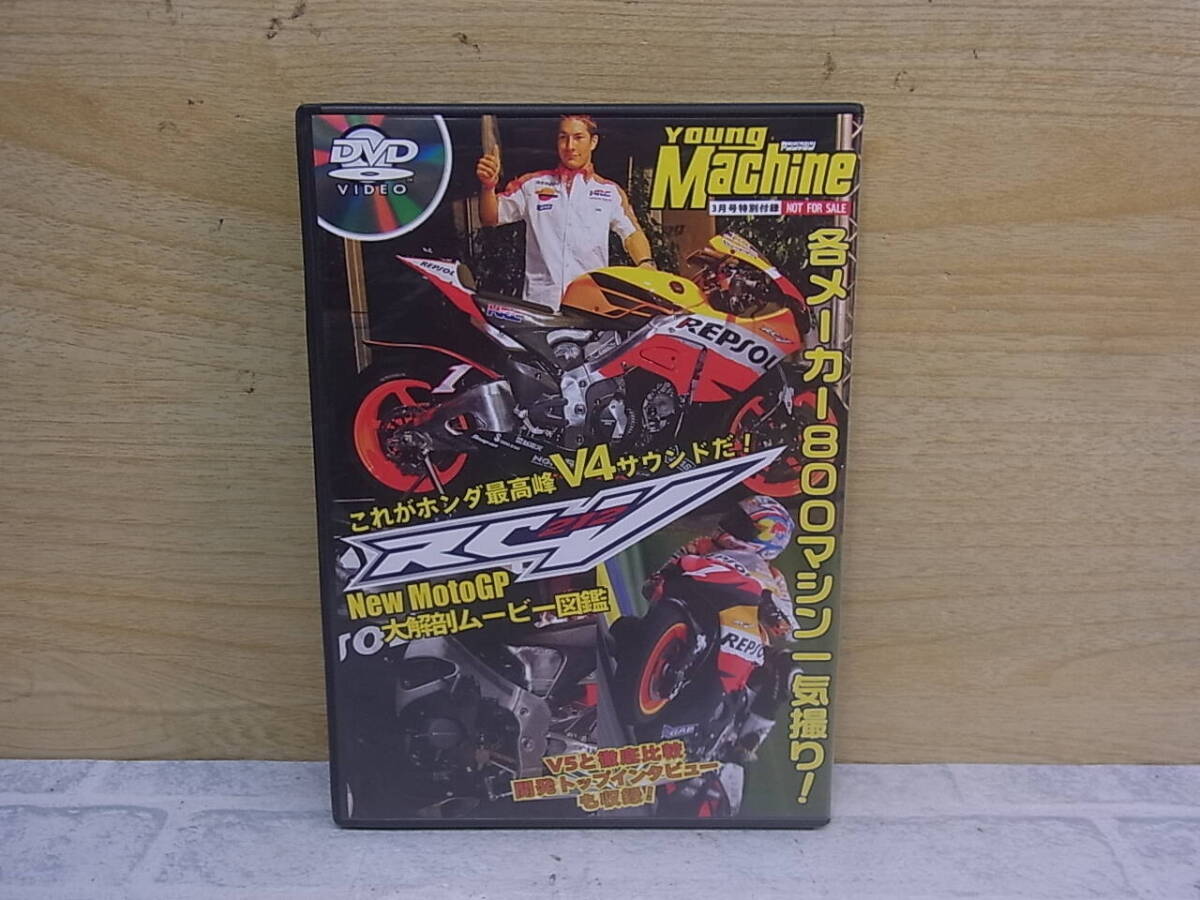 DVD
VIDEO
Young
Machine
3月号特別付録 NOT FOR SALE
各メーカー800マシン一気撮り!
REPSOL
HRC
REPSOL
1
これがホンダ最高峰V4サウンドだ!
RC212V
New MotoGP
大解剖ムービー図鑑
REPSO
V5と徹底比較
開発トップインタビュー
も収録!